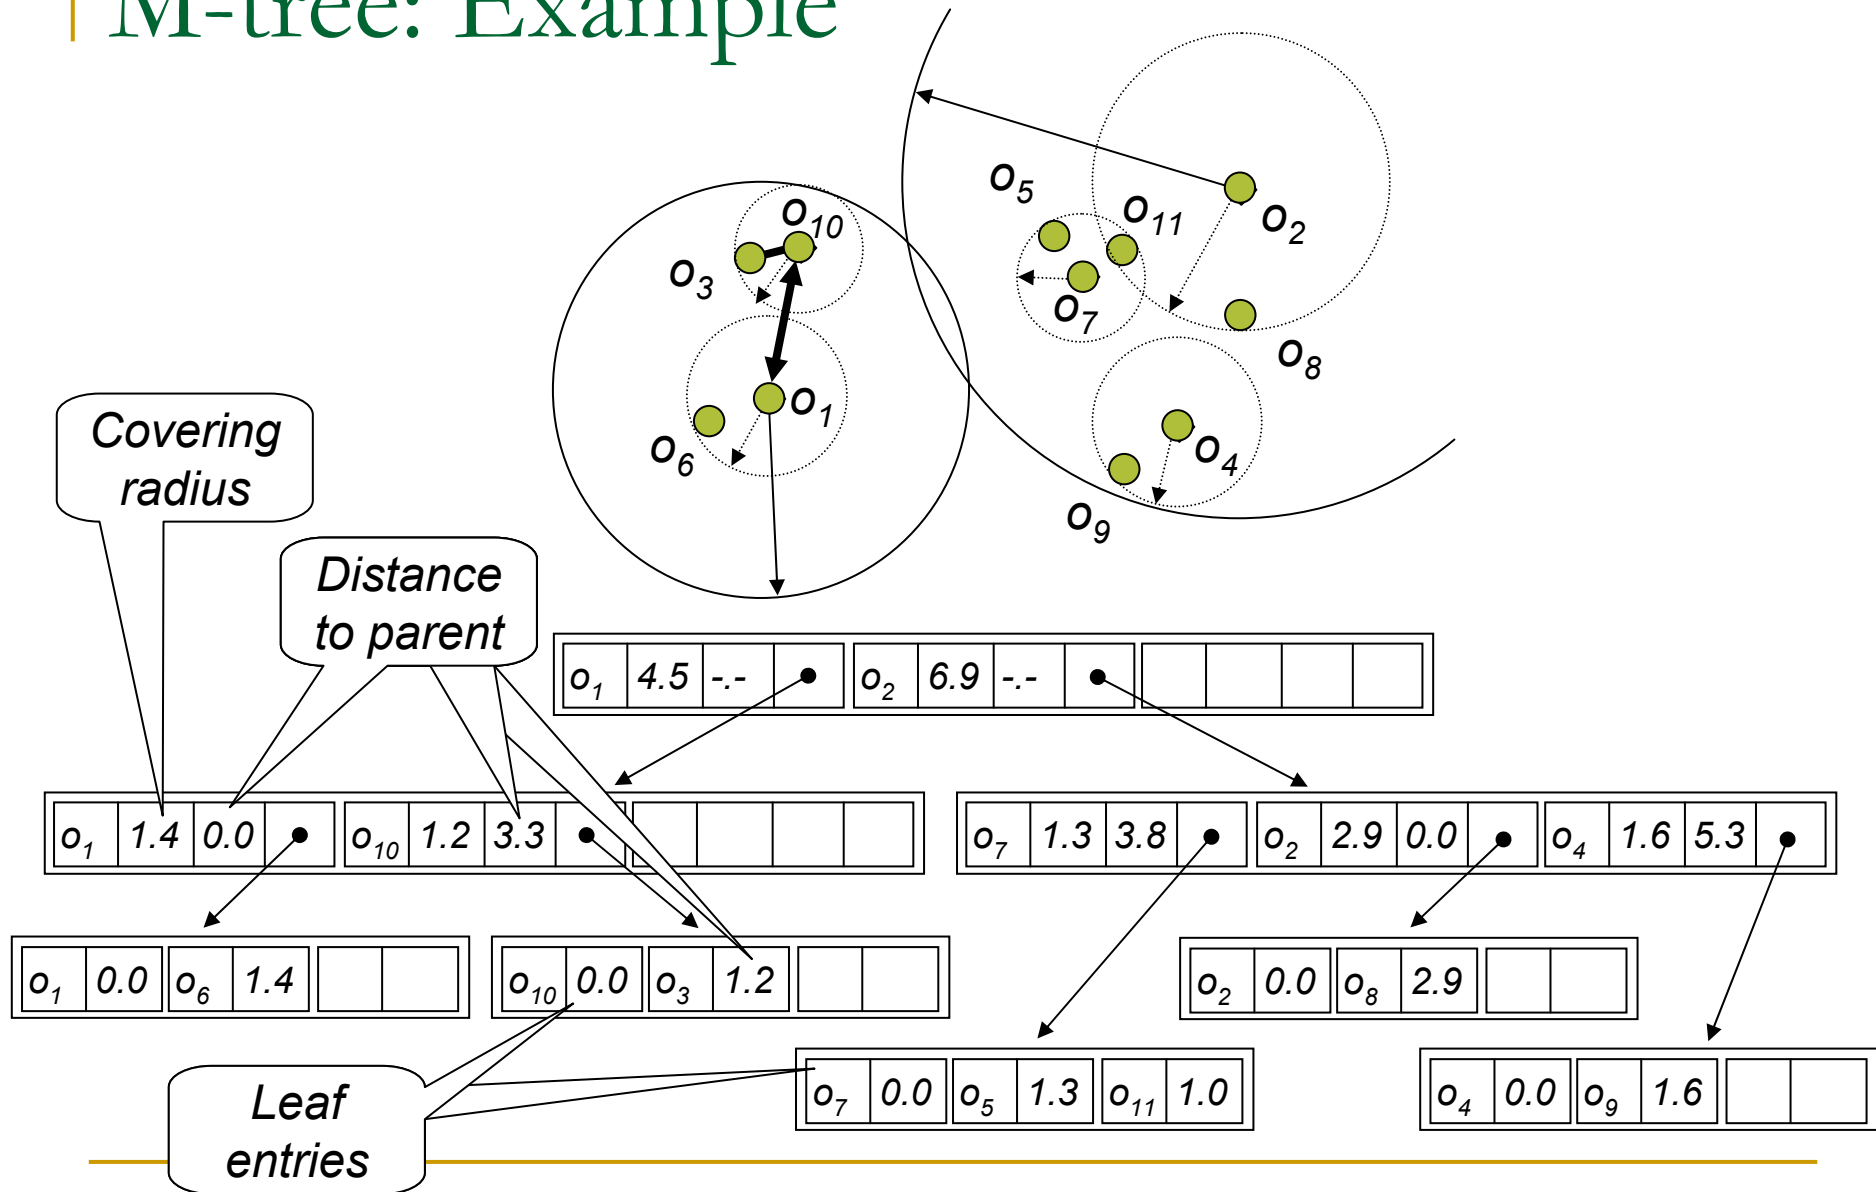 M-tree: Example
o5
o11
o2
o10
o3
o7
o8
o1
o6
o4
o9
Covering
radius
Distance
to parent
o1 4.5 -.- o2 6.9 -.-
o1 1.4 0.0 o10 1.2 3.3
o7 1.3 3.8 o2 2.9 0.0 o4 1.6 5.3
o1 0.0 o6 1.4
o10 0.0 o3 1.2
o2 0.0 o8 2.9
o7 0.0 o5 1.3 o11 1.0
o4 0.0 o9 1.6
Leaf
entries